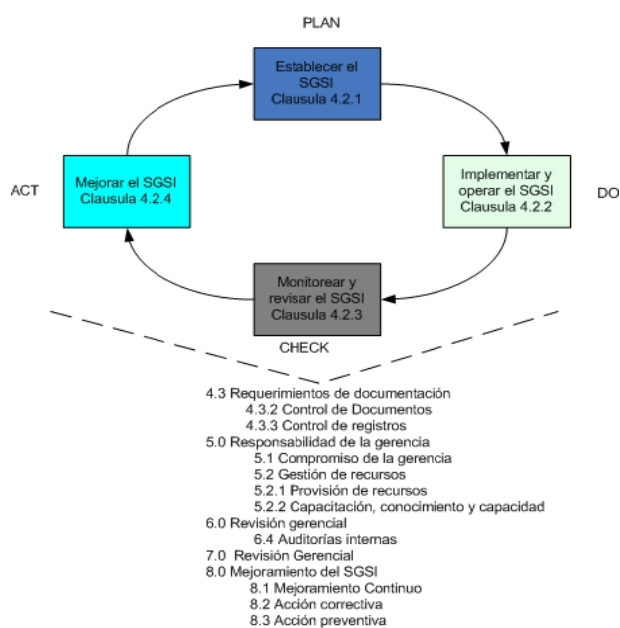 PLAN
Establecer el
SGSI
Clausula 4.2.1
ACT
Mejorar el SGSI
Clausula 4.2.4
Implementar y
operar el SGSI
Clausula 4.2.2
DO
Monitorear y
revisar el SGSI
Clausula 4.2.3
CHECK
4.3 Requerimientos de documentación
4.3.2 Control de Documentos
4.3.3 Control de registros
5.0 Responsabilidad de la gerencia
5.1 Compromiso de la gerencia
5.2 Gestión de recursos
5.2.1 Provisión de recursos
5.2.2 Capacitación, conocimiento y capacidad
6.0 Revisión gerencial
6.4 Auditorías internas
7.0 Revisión Gerencial
8.0 Mejoramiento del SGSI
8.1 Mejoramiento Continuo
8.2 Acción correctiva
8.3 Acción preventiva